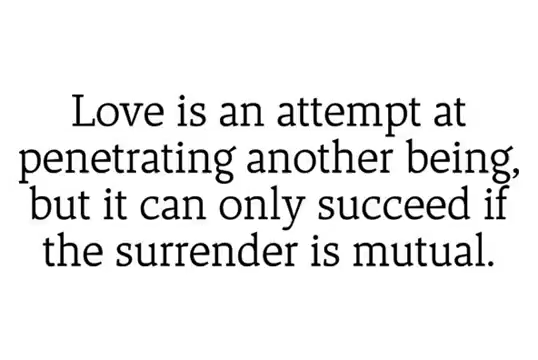 Love is an attempt at
penetrating another being,
but it can only succeed if
the surrender is mutual.